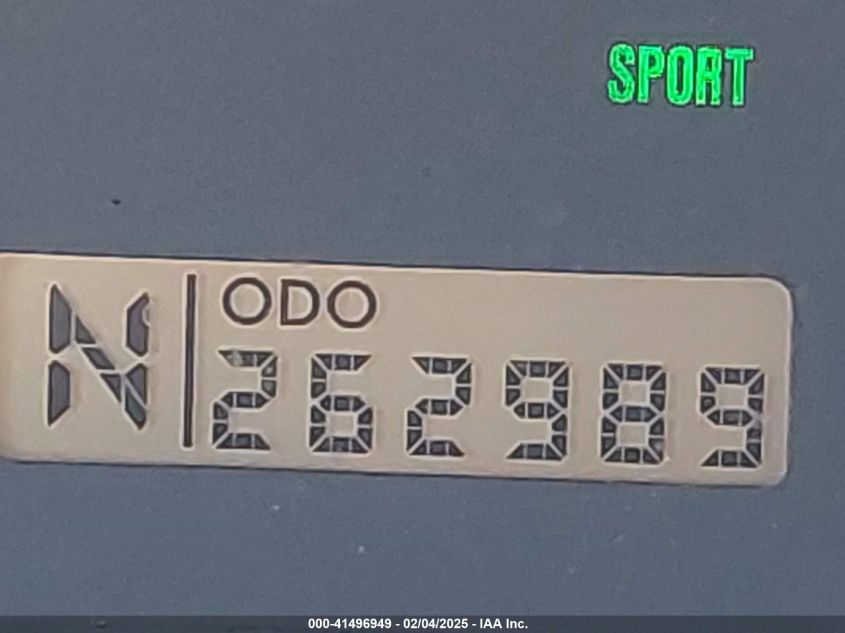 SPORT
N ODO
262989
000-41496949 - 02/04/2025 - IAA Inc.